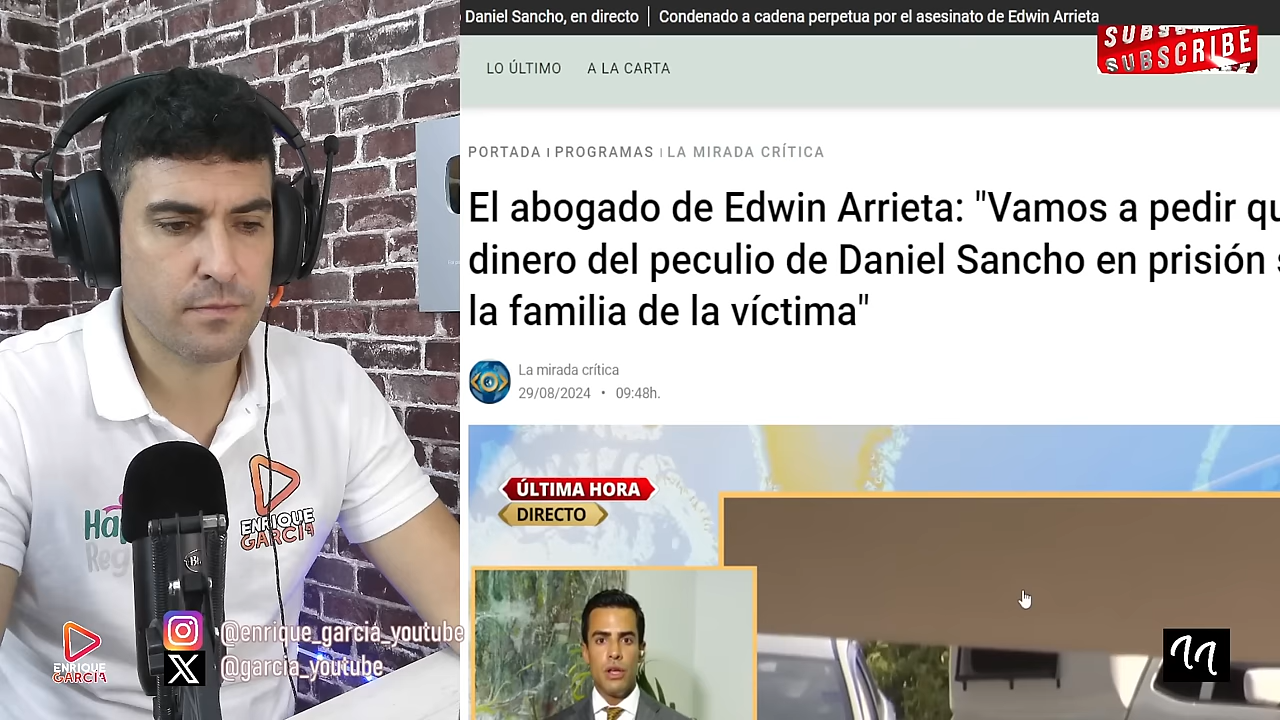 Daniel Sancho, en directo | Condenado a cadena perpetua por el asesinato de Edwin Arrieta
SUBSCRIBE
SUBSCRIBE
LO ÚLTIMO A LA CARTA
PORTADA | PROGRAMAS | LA MIRADA CRÍTICA
El abogado de Edwin Arrieta: "Vamos a pedir
dinero del peculio de Daniel Sancho en prisión
la familia de la víctima"
La mirada crítica
29/08/2024 • 09:48h.
ÚLTIMA HORA
DIRECTO
ENRIQUE
GARCIA
@enrique_garcia_youtube
@garcia_youtube
ENRIQUE
GARCIA